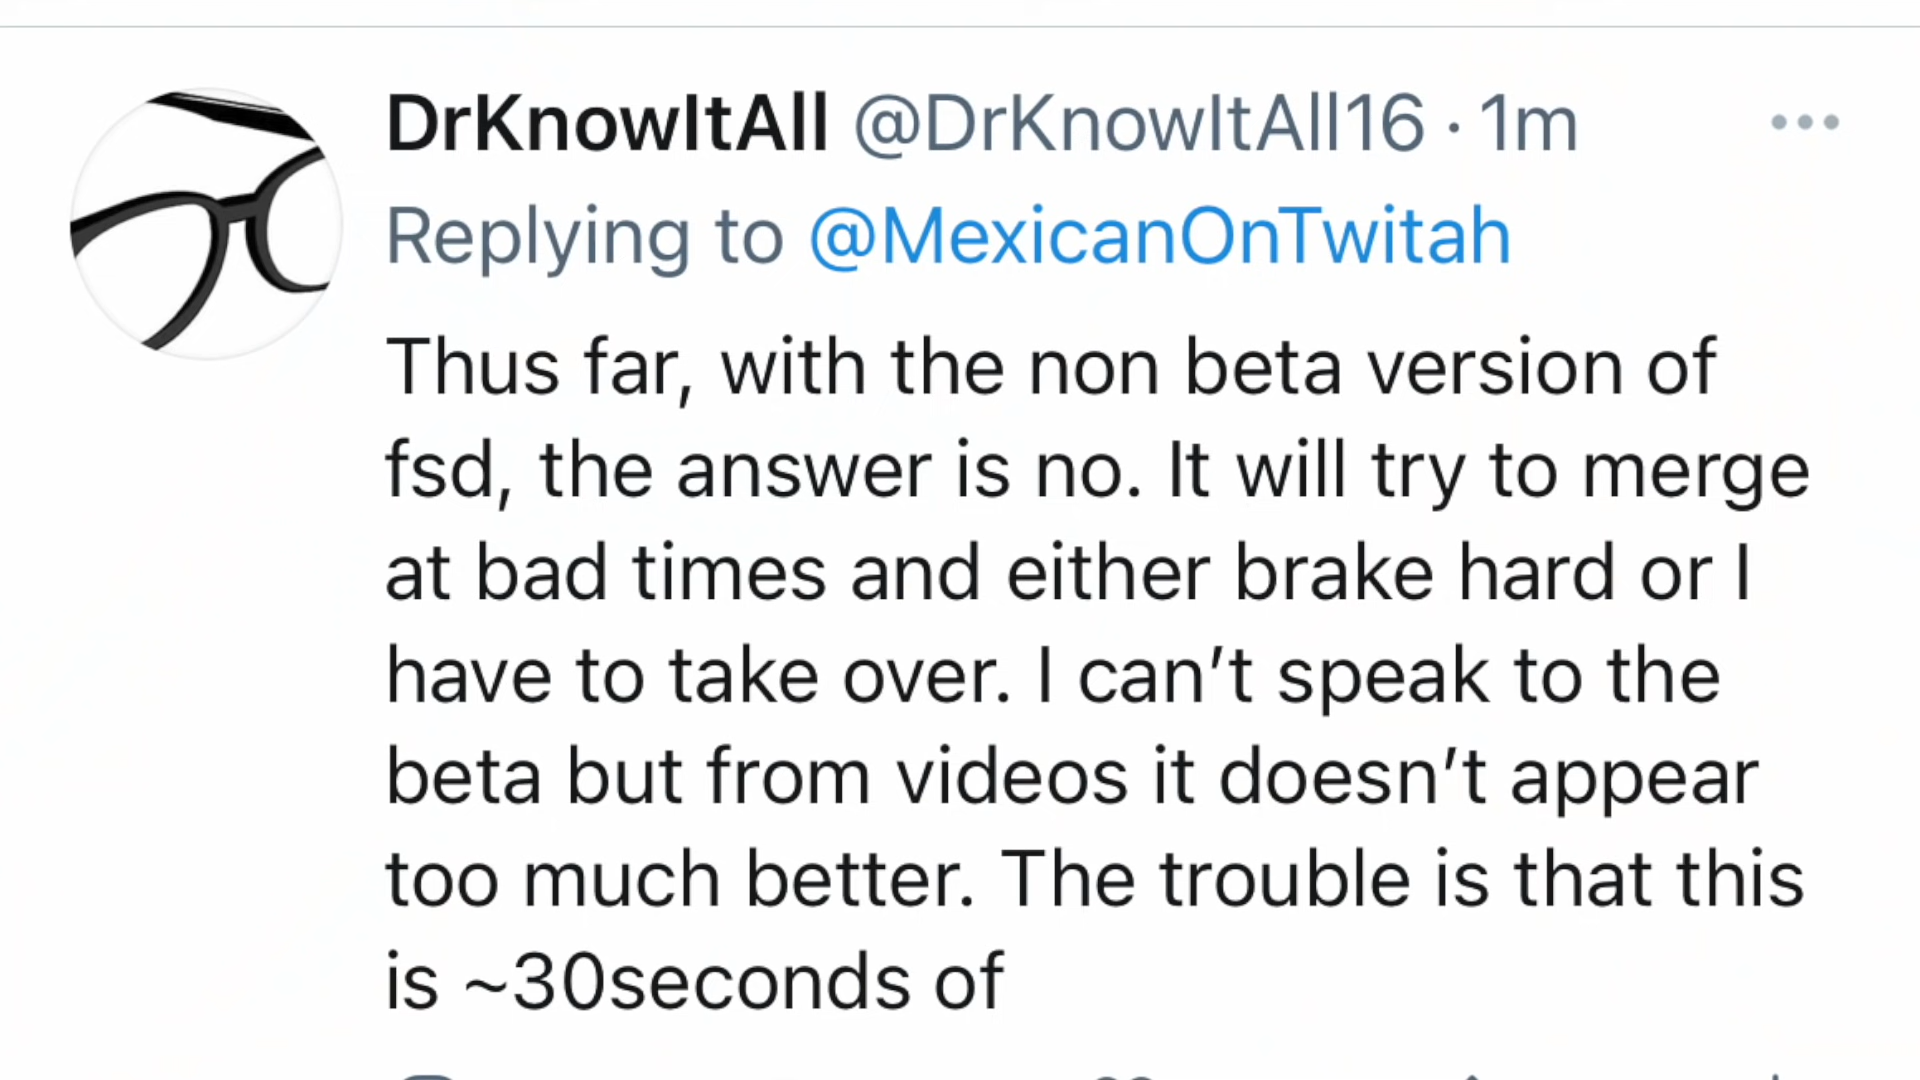 DrKnowItAll @DrKnowItAll16 · 1m
Replying to @MexicanOnTwitah
Thus far, with the non beta version of
fsd, the answer is no. It will try to merge
at bad times and either brake hard or I
have to take over. I can’t speak to the
beta but from videos it doesn’t appear
too much better. The trouble is that this
is ~30seconds of